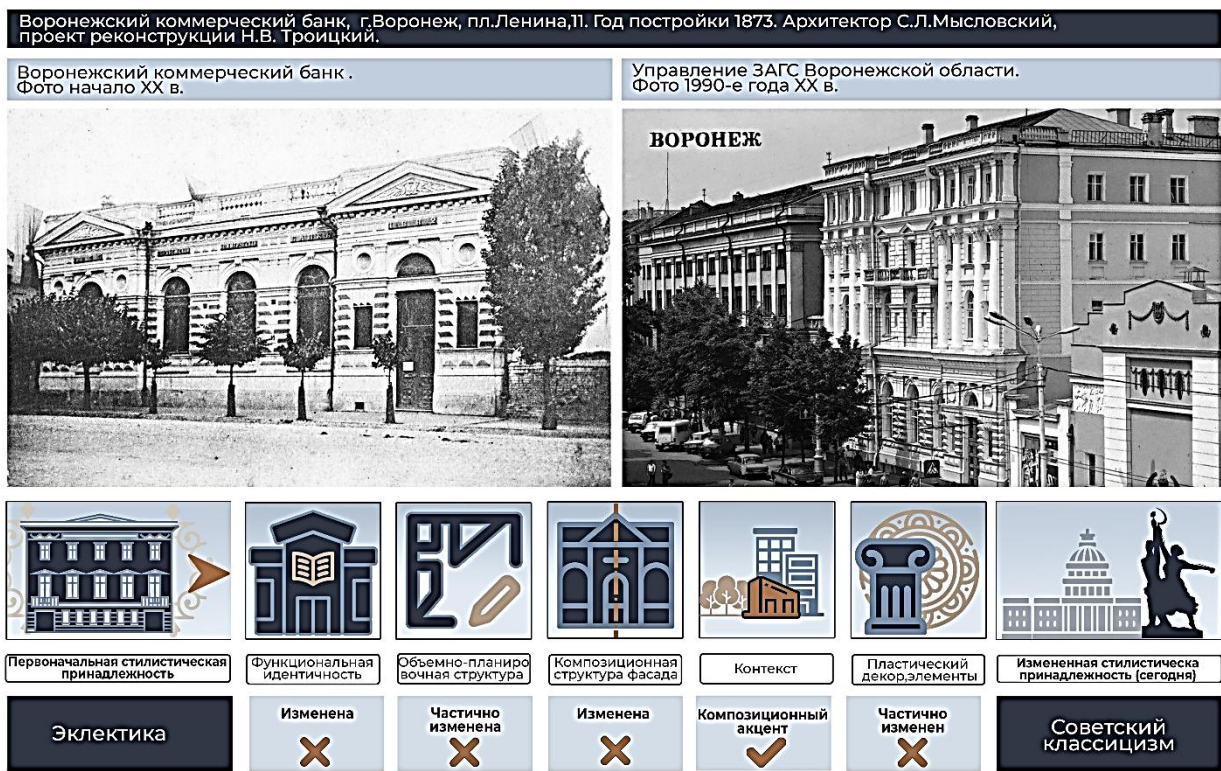 Воронежский коммерческий банк, г.Воронеж, пл.Ленина,11. Год постройки 1873. Архитектор С.Л.Мысловский,
проект реконструкции Н.В. Троицкий.
Воронежский коммерческий банк .
Фото начало XX в.
Управление ЗАГС Воронежской области.
Фото 1990-е года XX в.
ВОРОНЕЖ
Первоначальная стилистическая
принадлежность
Функциональная
идентичность
Объемно-планиро
вочная структура
Композиционная
структура фасада
Контекст
Пластический
декор,элементы
Измененная стилистическа
принадлежность (сегодня)
Эклектика
Изменена
Частично
изменена
Изменена
Композиционный
акцент
Частично
изменен
Советский
классицизм